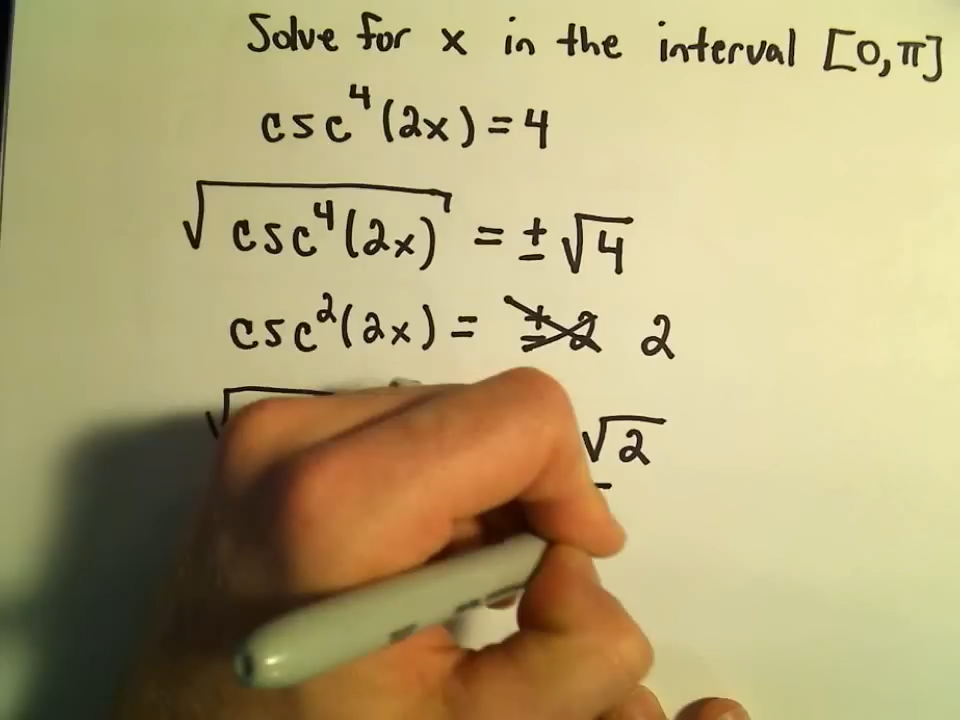 Solve for x in the interval [0,π]
csc⁴(2x) = 4
√csc⁴(2x) = ± √4
csc²(2x) = ±2 2
√2